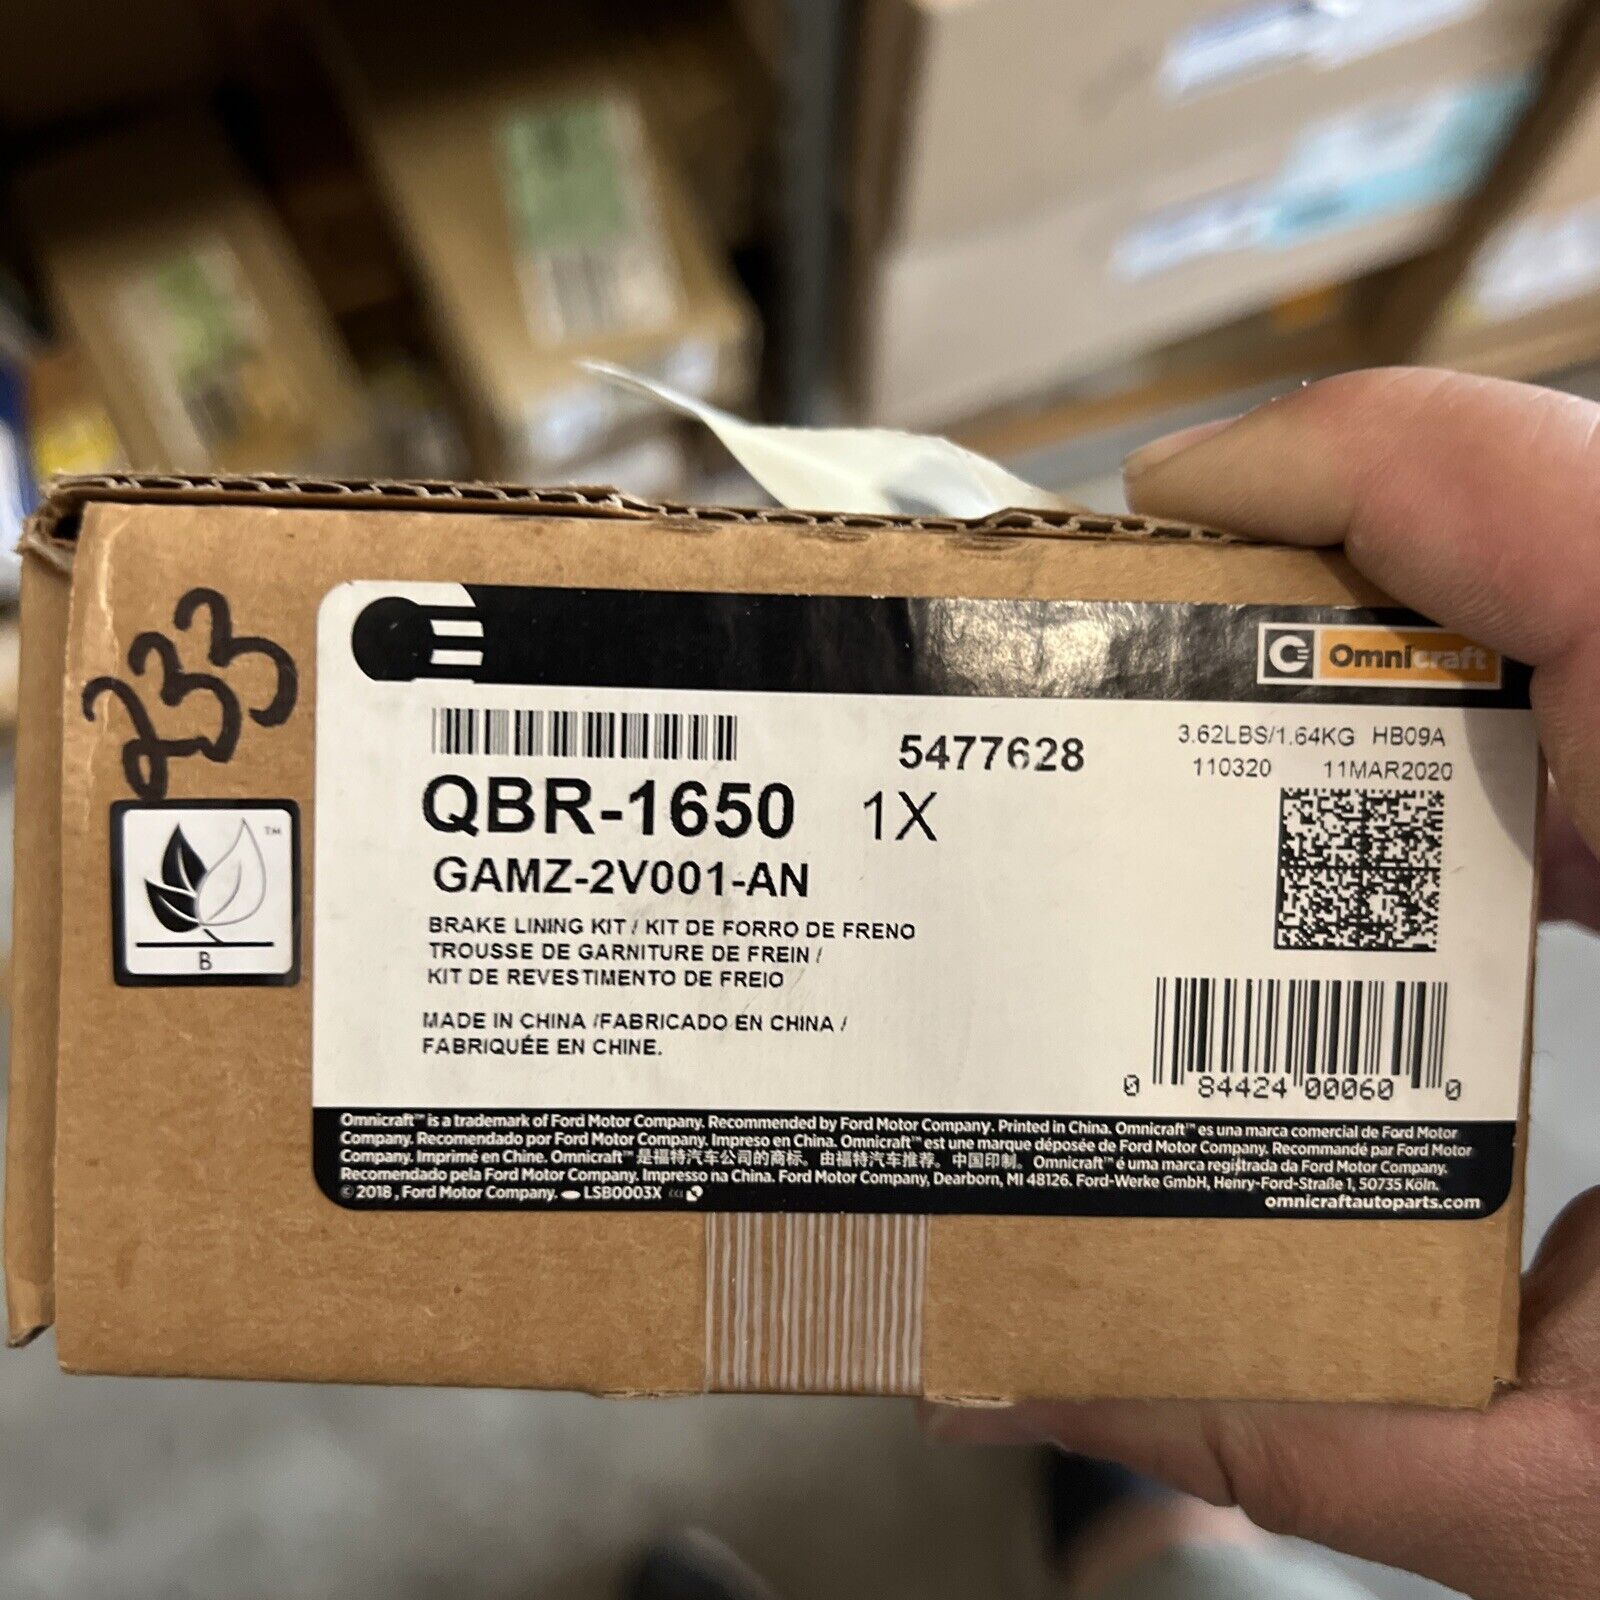 233
Omnicraft
5477628
3.62LBS/1.64KG HB09A
110320 11MAR2020
QBR-1650 1X
GAMZ-2V001-AN
BRAKE LINING KIT / KIT DE FORRO DE FRENO
TROUSSE DE GARNITURE DE FREIN /
KIT DE REVESTIMENTO DE FREIO
MADE IN CHINA /FABRICADO EN CHINA /
FABRIQUÉE EN CHINE.
TM
B
0 84424 00060 0
Omnicraft™ is a trademark of Ford Motor Company. Recommended by Ford Motor Company. Printed in China. Omnicraft™ es una marca comercial de Ford Motor
Company. Recomendado por Ford Motor Company. Impreso en China. Omnicraft™ est une marque déposée de Ford Motor Company. Recommandé par Ford Motor
Company. Imprimé en Chine. Omnicraft™ 是福特汽车公司的商标。由福特汽车推荐。中国印制。Omnicraft™ é uma marca registrada da Ford Motor Company.
Recomendado pela Ford Motor Company. Impresso na China. Ford Motor Company, Dearborn, MI 48126. Ford-Werke GmbH, Henry-Ford-Straße 1, 50735 Köln.
© 2018, Ford Motor Company. LSB0003X
omnicraftautoparts.com